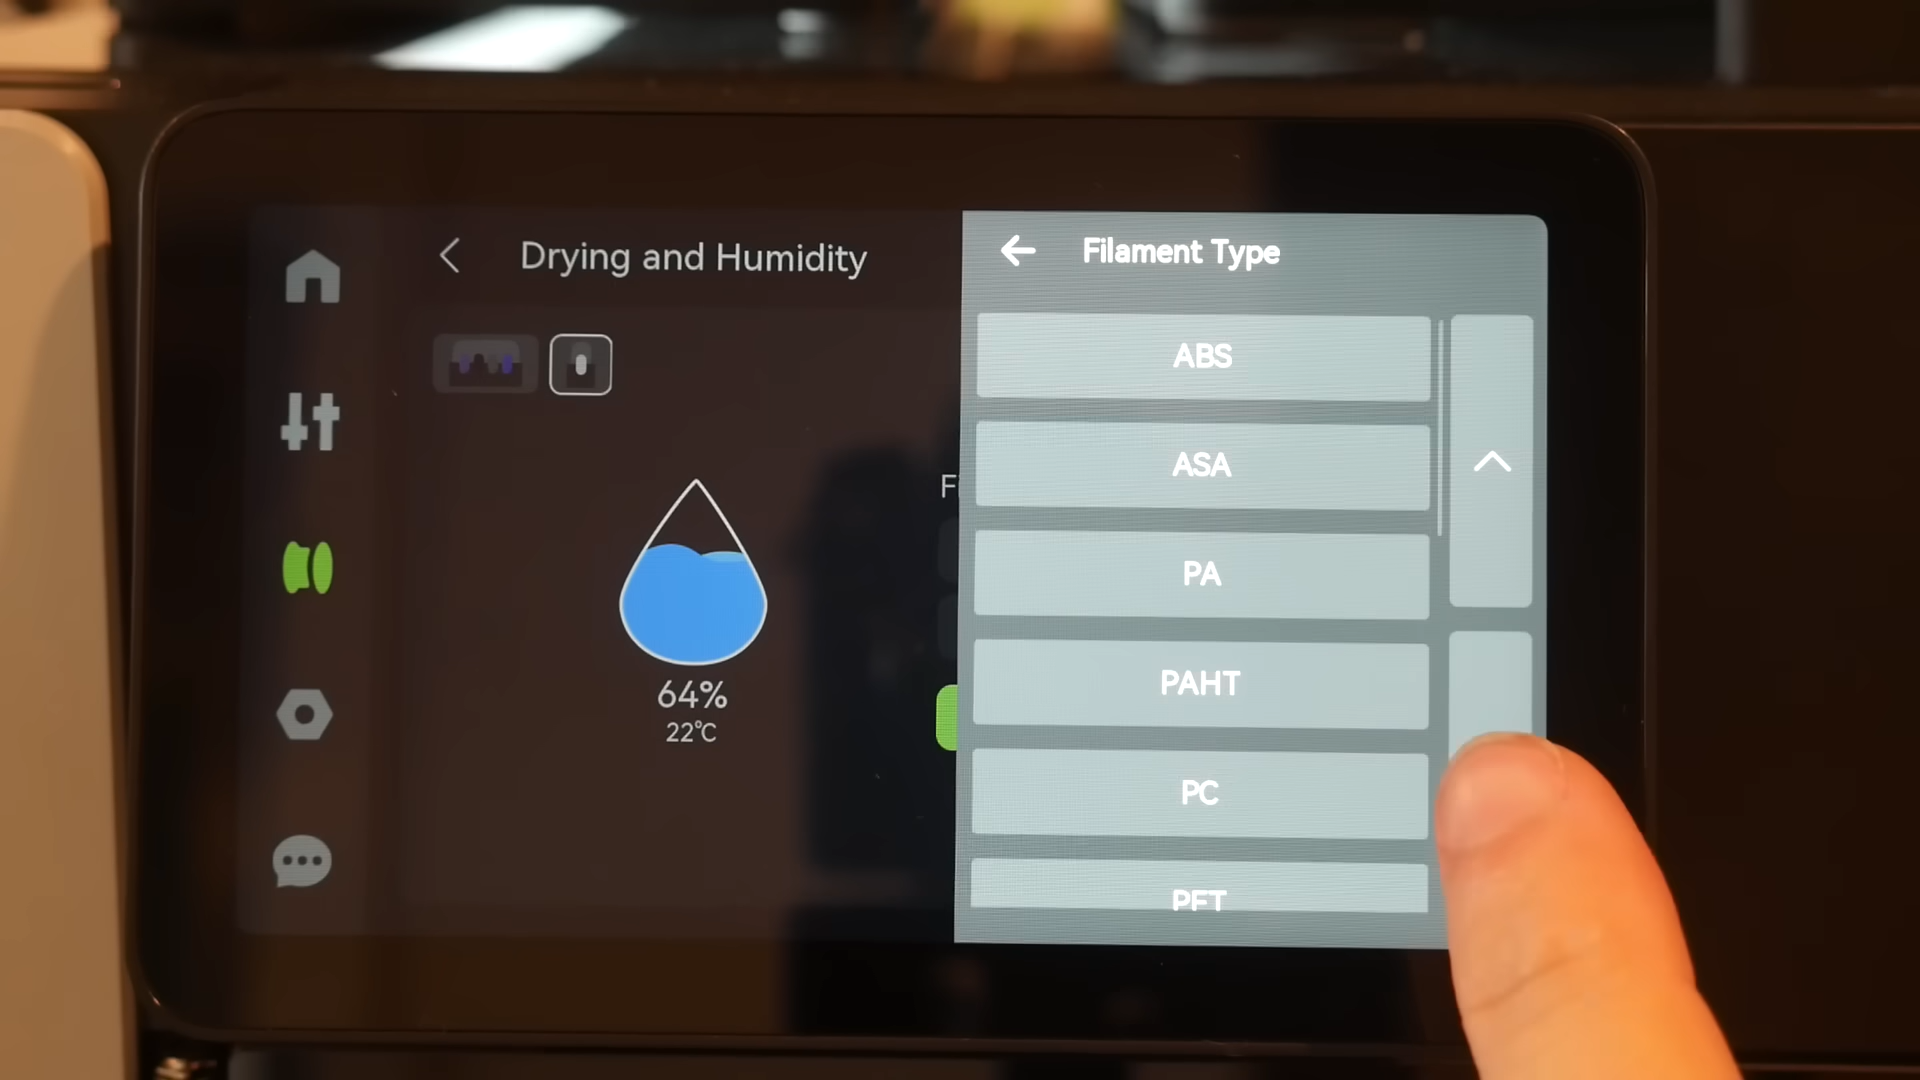 Drying and Humidity
Filament Type
ABS
ASA
PA
PAHT
PC
PET
64%
22°C